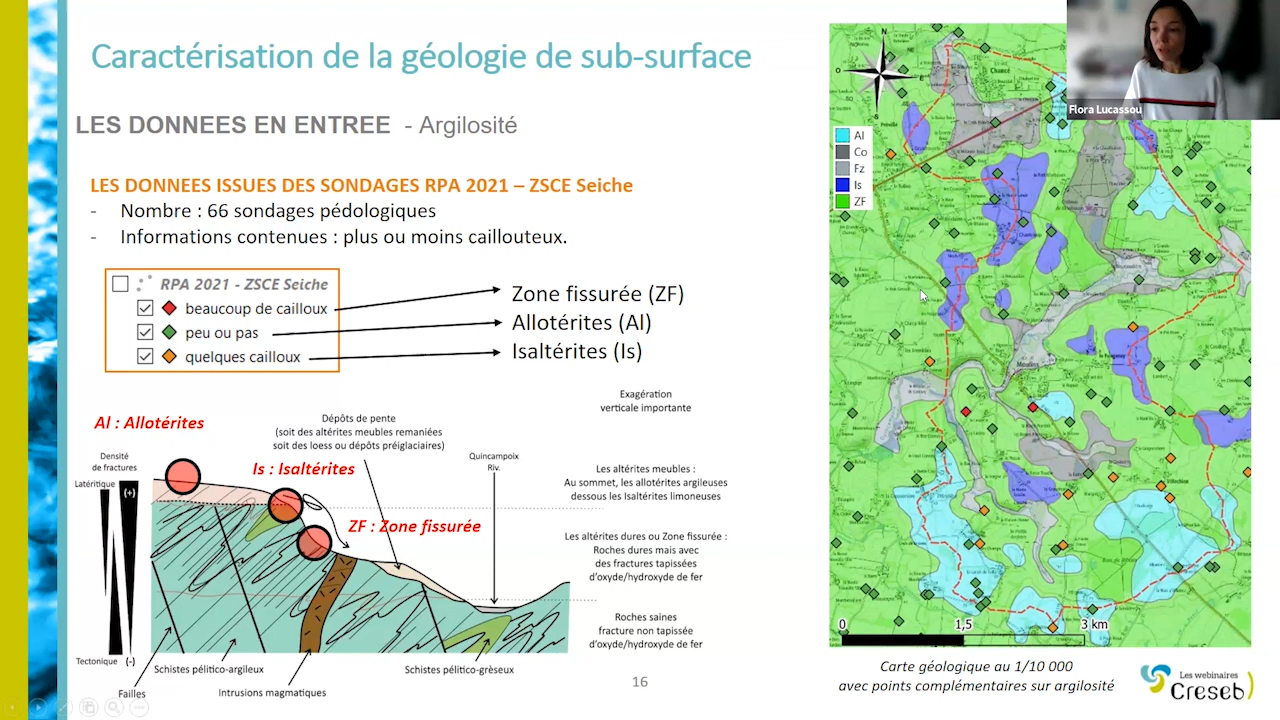 Caractérisation de la géologie de sub-surface
LES DONNEES EN ENTREE - Argilosité
LES DONNEES ISSUES DES SONDAGES RPA 2021 – ZSCE Seiche
- Nombre : 66 sondages pédologiques
- Informations contenues : plus ou moins caillouteux.
RPA 2021 - ZSCE Seiche
beaucoup de cailloux
peu ou pas
quelques cailloux
Zone fissurée (ZF)
Allotérites (Al)
Isaltérites (Is)
Exagération
verticale importante
Al : Allotérites
Dépôts de pente
(soit des altérites meubles remaniées
soit des loess ou dépôts préglaciaires)
Is : Isaltérites
ZF : Zone fissurée
Quincampoix
Riv.
Densité
de fractures
Latéritique
(+)
Tectonique (-)
Les altérites meubles :
Au sommet, les altérites argileuses
dessous les Isaltérites limoneuses
Les altérites dures ou Zone fissurée :
Roches dures mais avec
des fractures tapissées
d'oxyde/hydroxyde de fer
Roches saines
fracture non tapissée
d'oxyde/hydroxyde de fer
Schistes pélitico-argileux
Schistes pélitico-grèseux
Failles
Intrusions magmatiques
16
N
O
E
S
Al
Co
Fz
Is
ZF
Chancé
Moulins
0 1,5 3 km
Carte géologique au 1/10 000
avec points complémentaires sur argilosité
Flora Lucassou
Les webinaires
Creseb